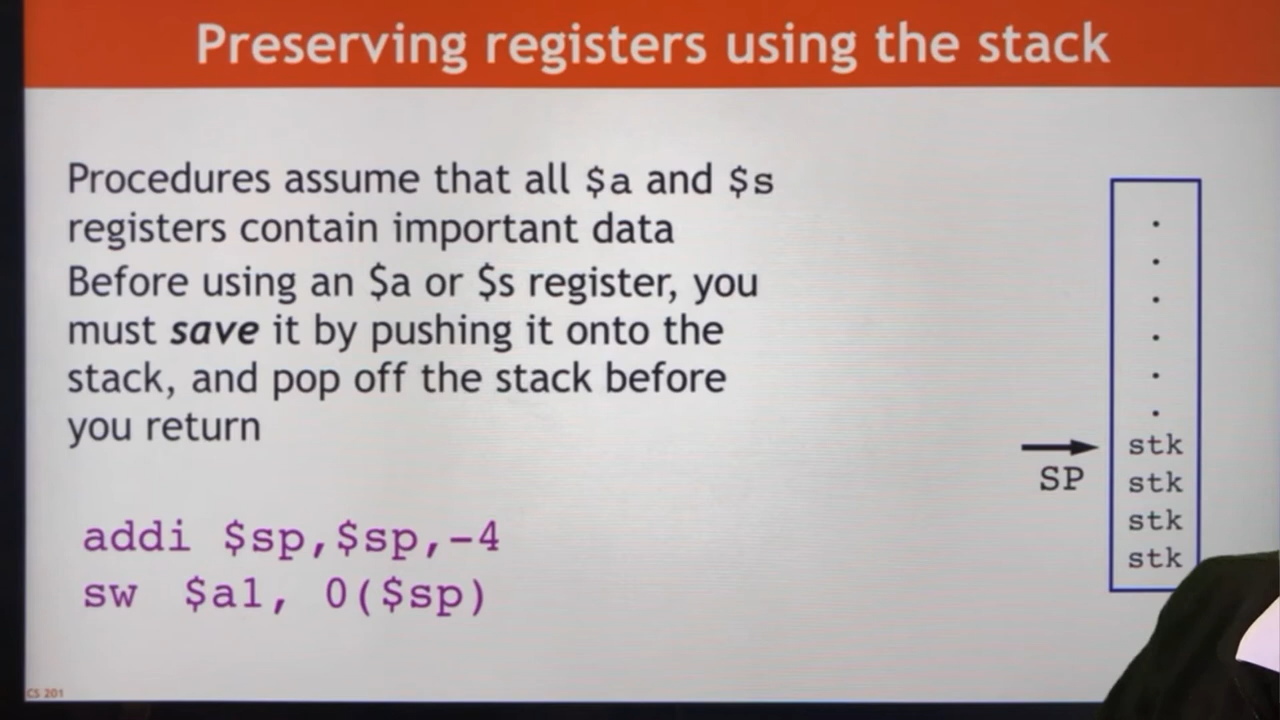 Preserving registers using the stack
Procedures assume that all $a and $s
registers contain important data
Before using an $a or $s register, you
must save it by pushing it onto the
stack, and pop off the stack before
you return
addi $sp,$sp,-4
sw $a1, 0($sp)
SP
stk
stk
stk
stk
CS 201